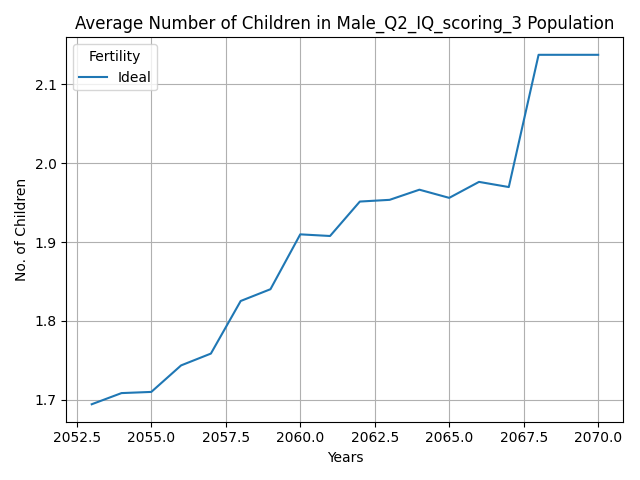 Average Number of Children in Male_Q2_IQ_scoring_3 Population
Fertility
Ideal
No. of Children
2.1
2.0
1.9
1.8
1.7
2052.5 2055.0 2057.5 2060.0 2062.5 2065.0 2067.5 2070.0
Years